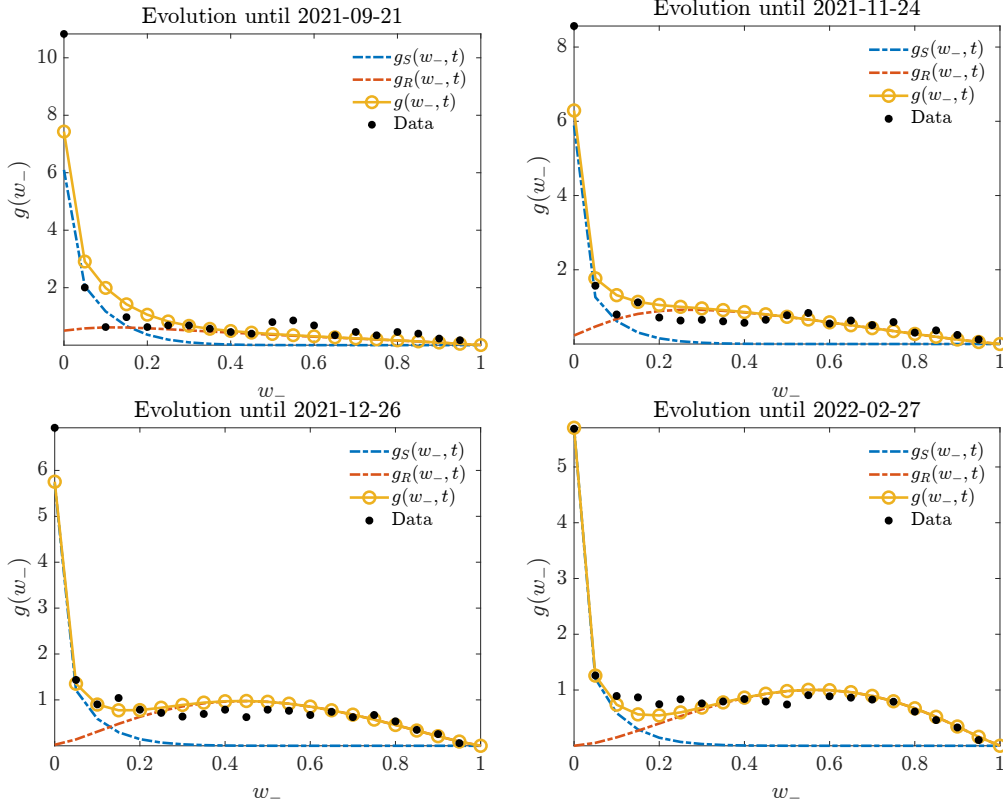 Evolution until 2021-09-21
g_S(w_−, t)
g_R(w_−, t)
g(w_−, t)
Data
g(w_−)
10
8
6
4
2
0
0.2
0.4
0.6
0.8
1
w_−
Evolution until 2021-11-24
g_S(w_−, t)
g_R(w_−, t)
g(w_−, t)
Data
g(w_−)
8
6
4
2
0
0.2
0.4
0.6
0.8
1
w_−
Evolution until 2021-12-26
g_S(w_−, t)
g_R(w_−, t)
g(w_−, t)
Data
g(w_−)
6
5
4
3
2
1
0
0.2
0.4
0.6
0.8
1
w_−
Evolution until 2022-02-27
g_S(w_−, t)
g_R(w_−, t)
g(w_−, t)
Data
g(w_−)
5
4
3
2
1
0
0.2
0.4
0.6
0.8
1
w_−